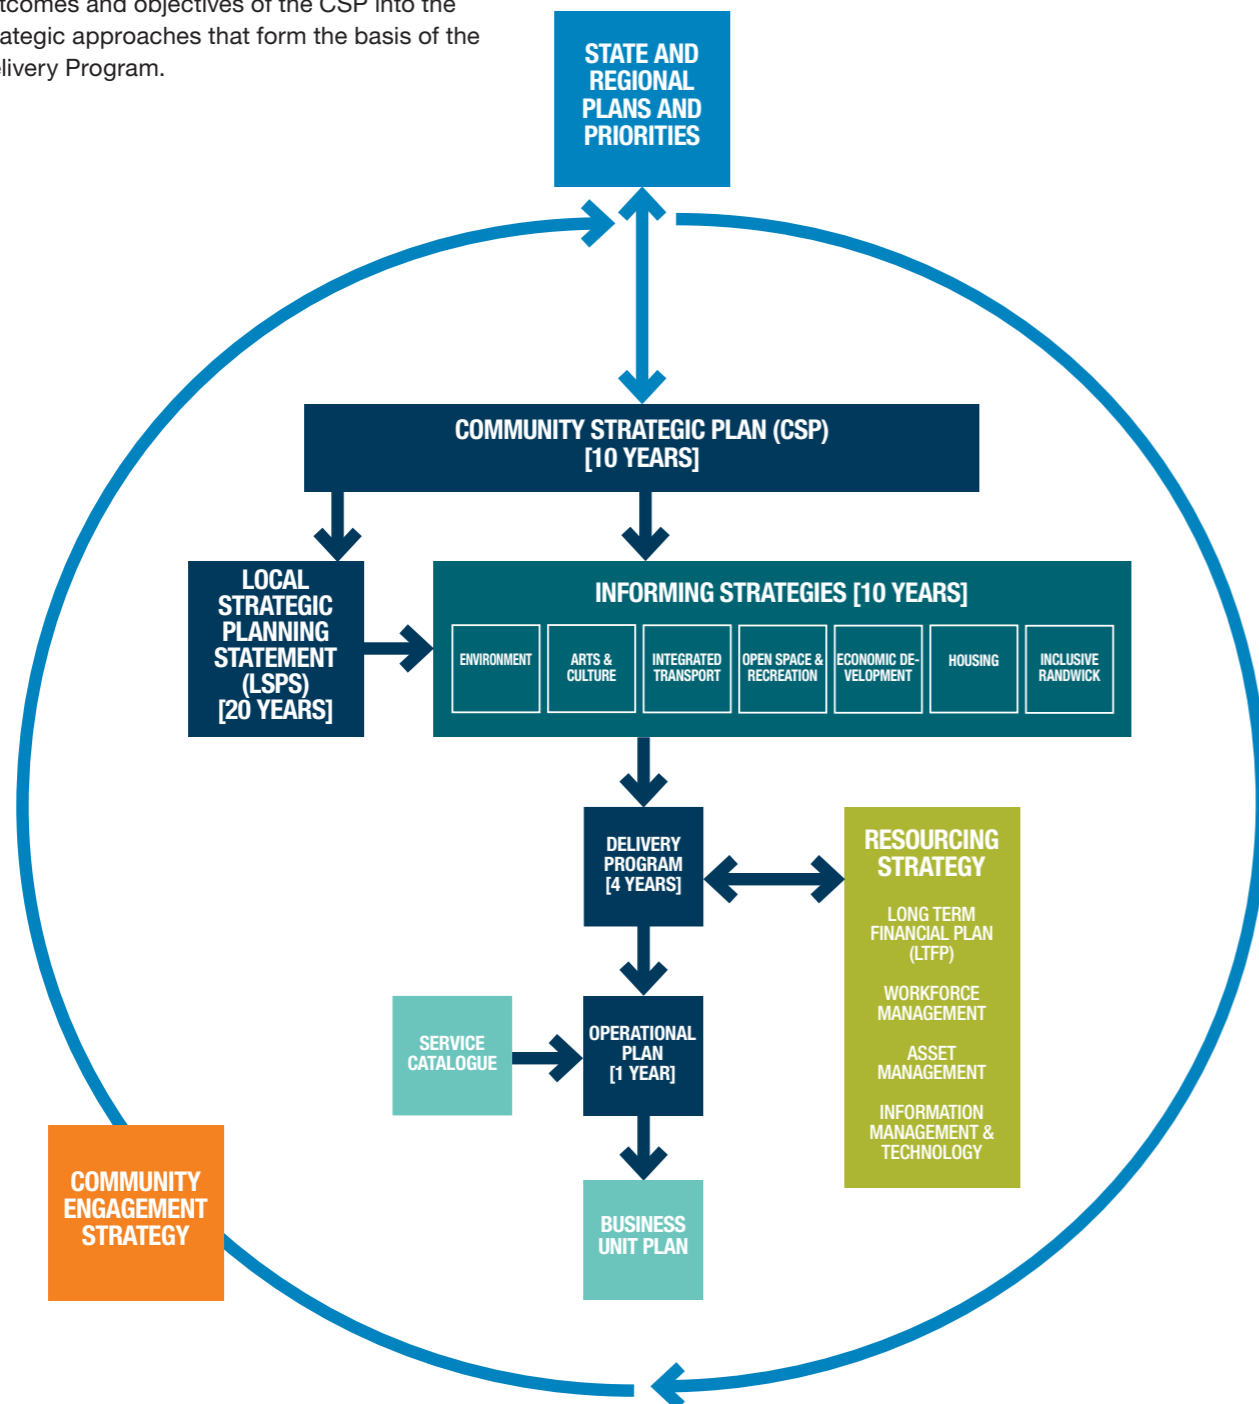 outcomes and objectives of the CSP into the
strategic approaches that form the basis of the
Delivery Program.
STATE AND
REGIONAL
PLANS AND
PRIORITIES
COMMUNITY STRATEGIC PLAN (CSP)
[10 YEARS]
LOCAL
STRATEGIC
PLANNING
STATEMENT
(LSPS)
[20 YEARS]
INFORMING STRATEGIES [10 YEARS]
ENVIRONMENT
ARTS &
CULTURE
INTEGRATED
TRANSPORT
OPEN SPACE &
RECREATION
ECONOMIC DE-
VELOPMENT
HOUSING
INCLUSIVE
RANDWICK
DELIVERY
PROGRAM
[4 YEARS]
RESOURCING
STRATEGY
LONG TERM
FINANCIAL PLAN
(LTFP)
WORKFORCE
MANAGEMENT
ASSET
MANAGEMENT
INFORMATION
MANAGEMENT &
TECHNOLOGY
SERVICE
CATALOGUE
OPERATIONAL
PLAN
[1 YEAR]
COMMUNITY
ENGAGEMENT
STRATEGY
BUSINESS
UNIT PLAN